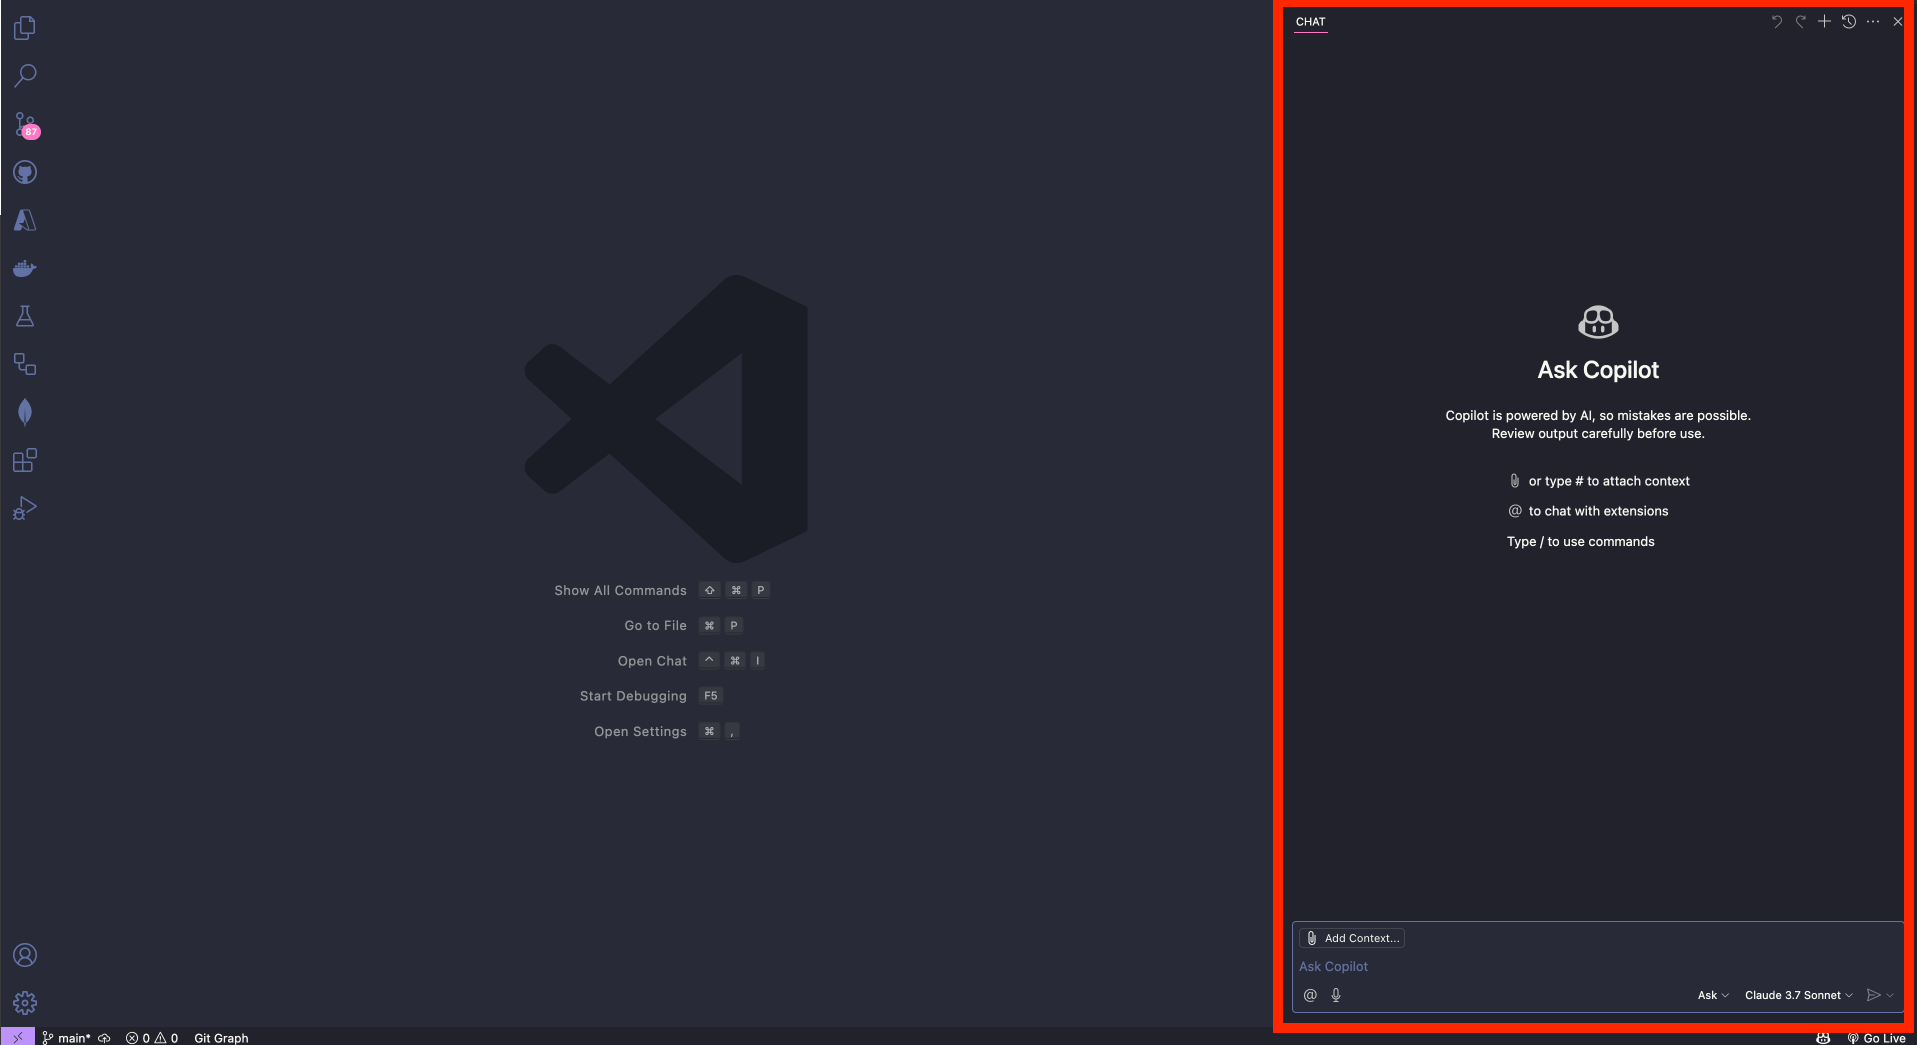 CHAT
87
Ask Copilot
Copilot is powered by AI, so mistakes are possible.
Review output carefully before use.
or type # to attach context
@ to chat with extensions
Type / to use commands
Show All Commands ⇧ ⌘ P
Go to File ⌘ P
Open Chat ^ ⌘ I
Start Debugging F5
Open Settings ⌘ ,
Add Context...
Ask Copilot
@
Ask Claude 3.7 Sonnet
main* 0 0 Git Graph
Go Live